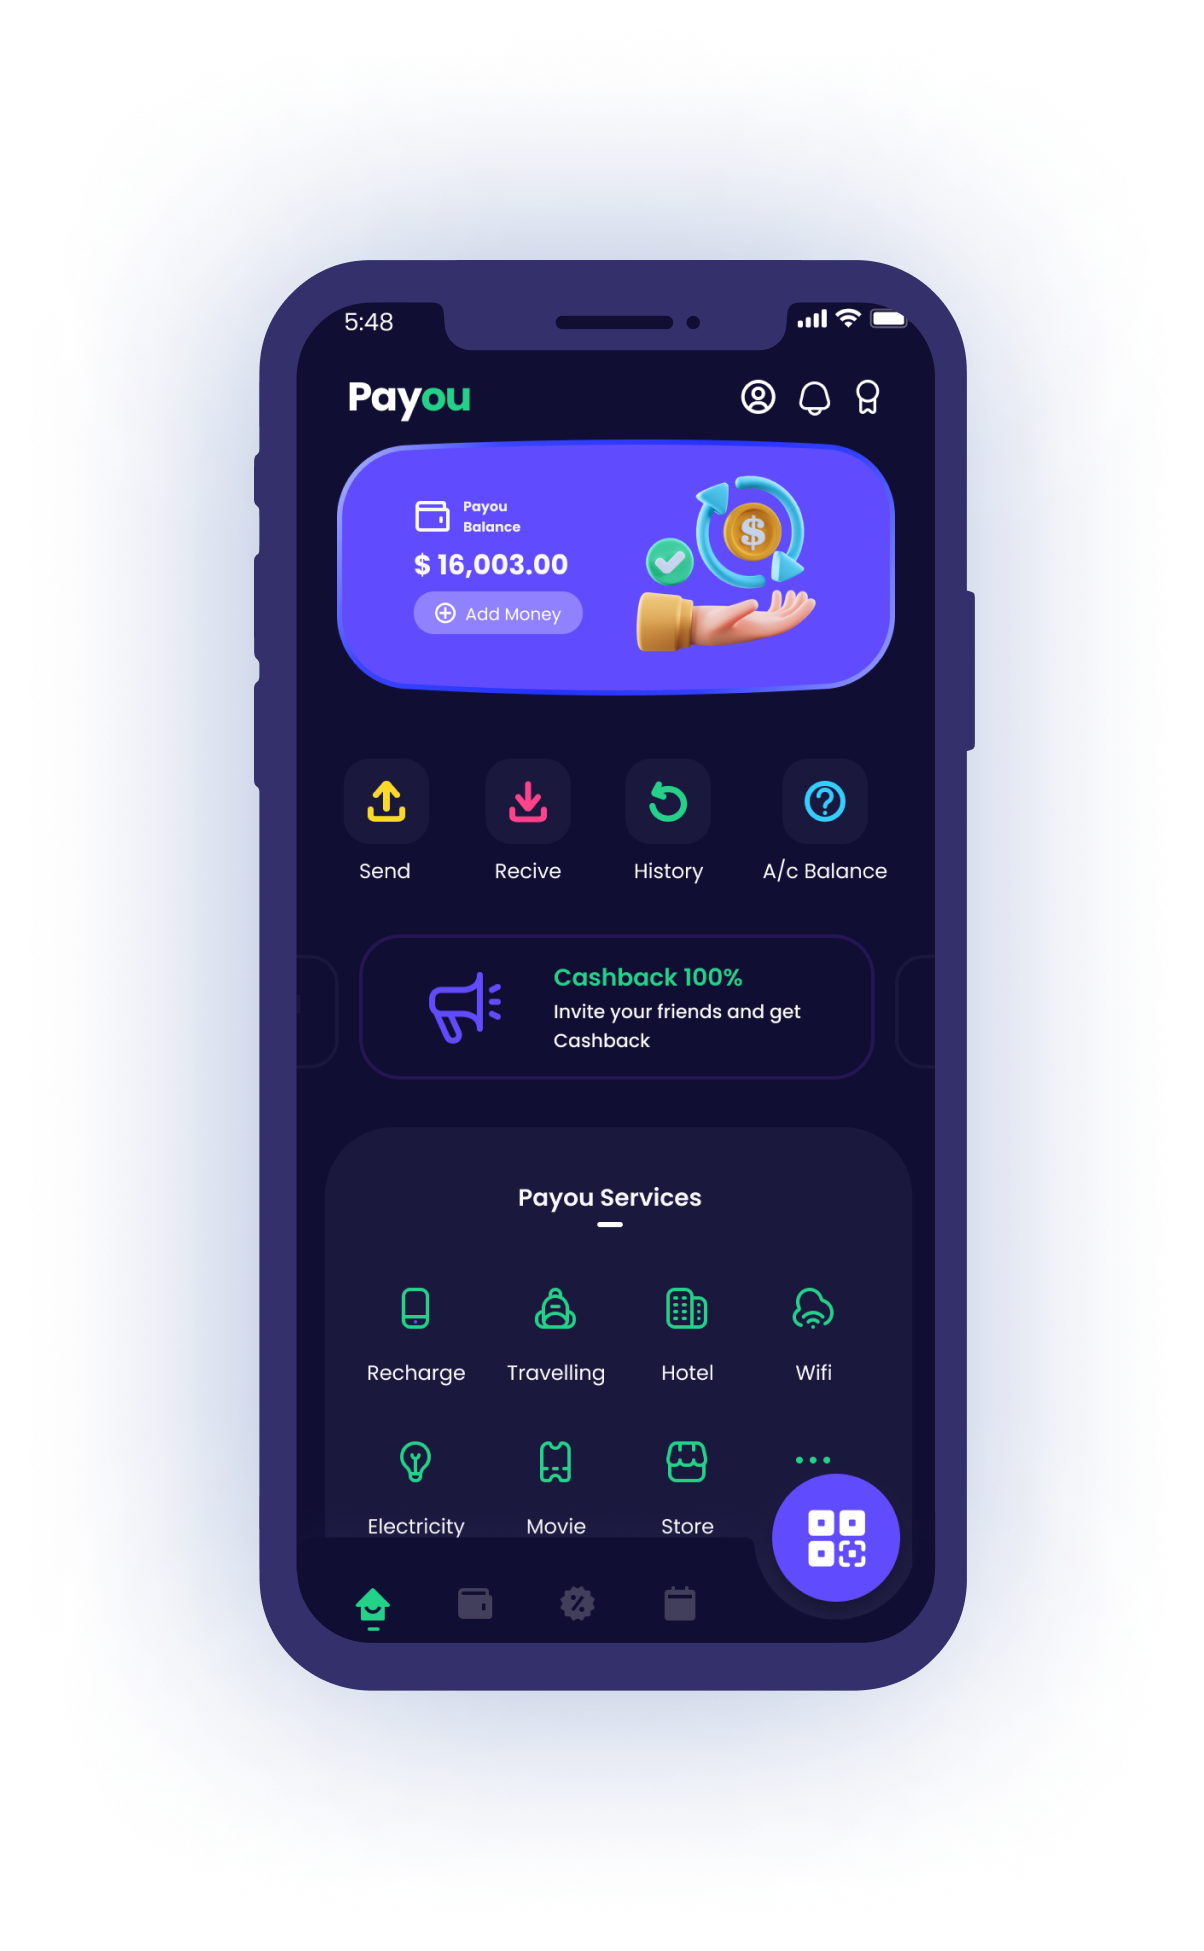 5:48
Payou
Payou
Balance
$ 16,003.00
Add Money
Send
Recive
History
A/c Balance
Cashback 100%
Invite your friends and get
Cashback
Payou Services
Recharge
Travelling
Hotel
Wifi
Electricity
Movie
Store